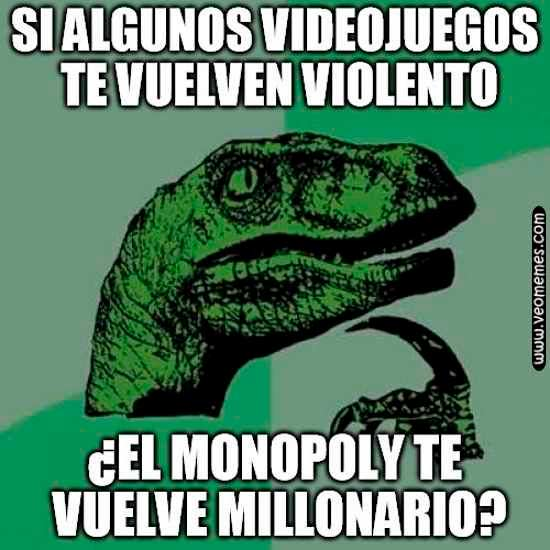 SI ALGUNOS VIDEOJUEGOS
TE VUELVEN VIOLENTO
www.veomemes.com
¿EL MONOPOLY TE
VUELVE MILLONARIO?